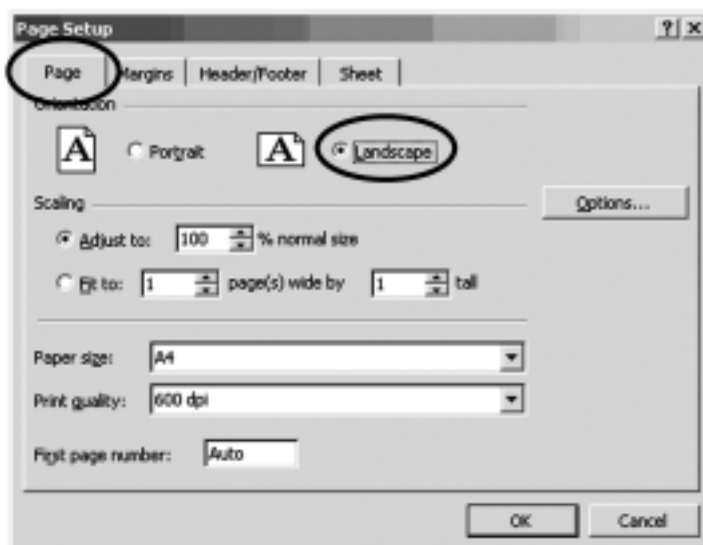 Page Setup
Page Margins Header/Footer Sheet
Orientation
A Portrait A Landscape
Scaling Options...
Adjust to: 100 % normal size
Fit to: 1 page(s) wide by 1 tall
Paper size: A4
Print quality: 600 dpi
First page number: Auto
OK Cancel